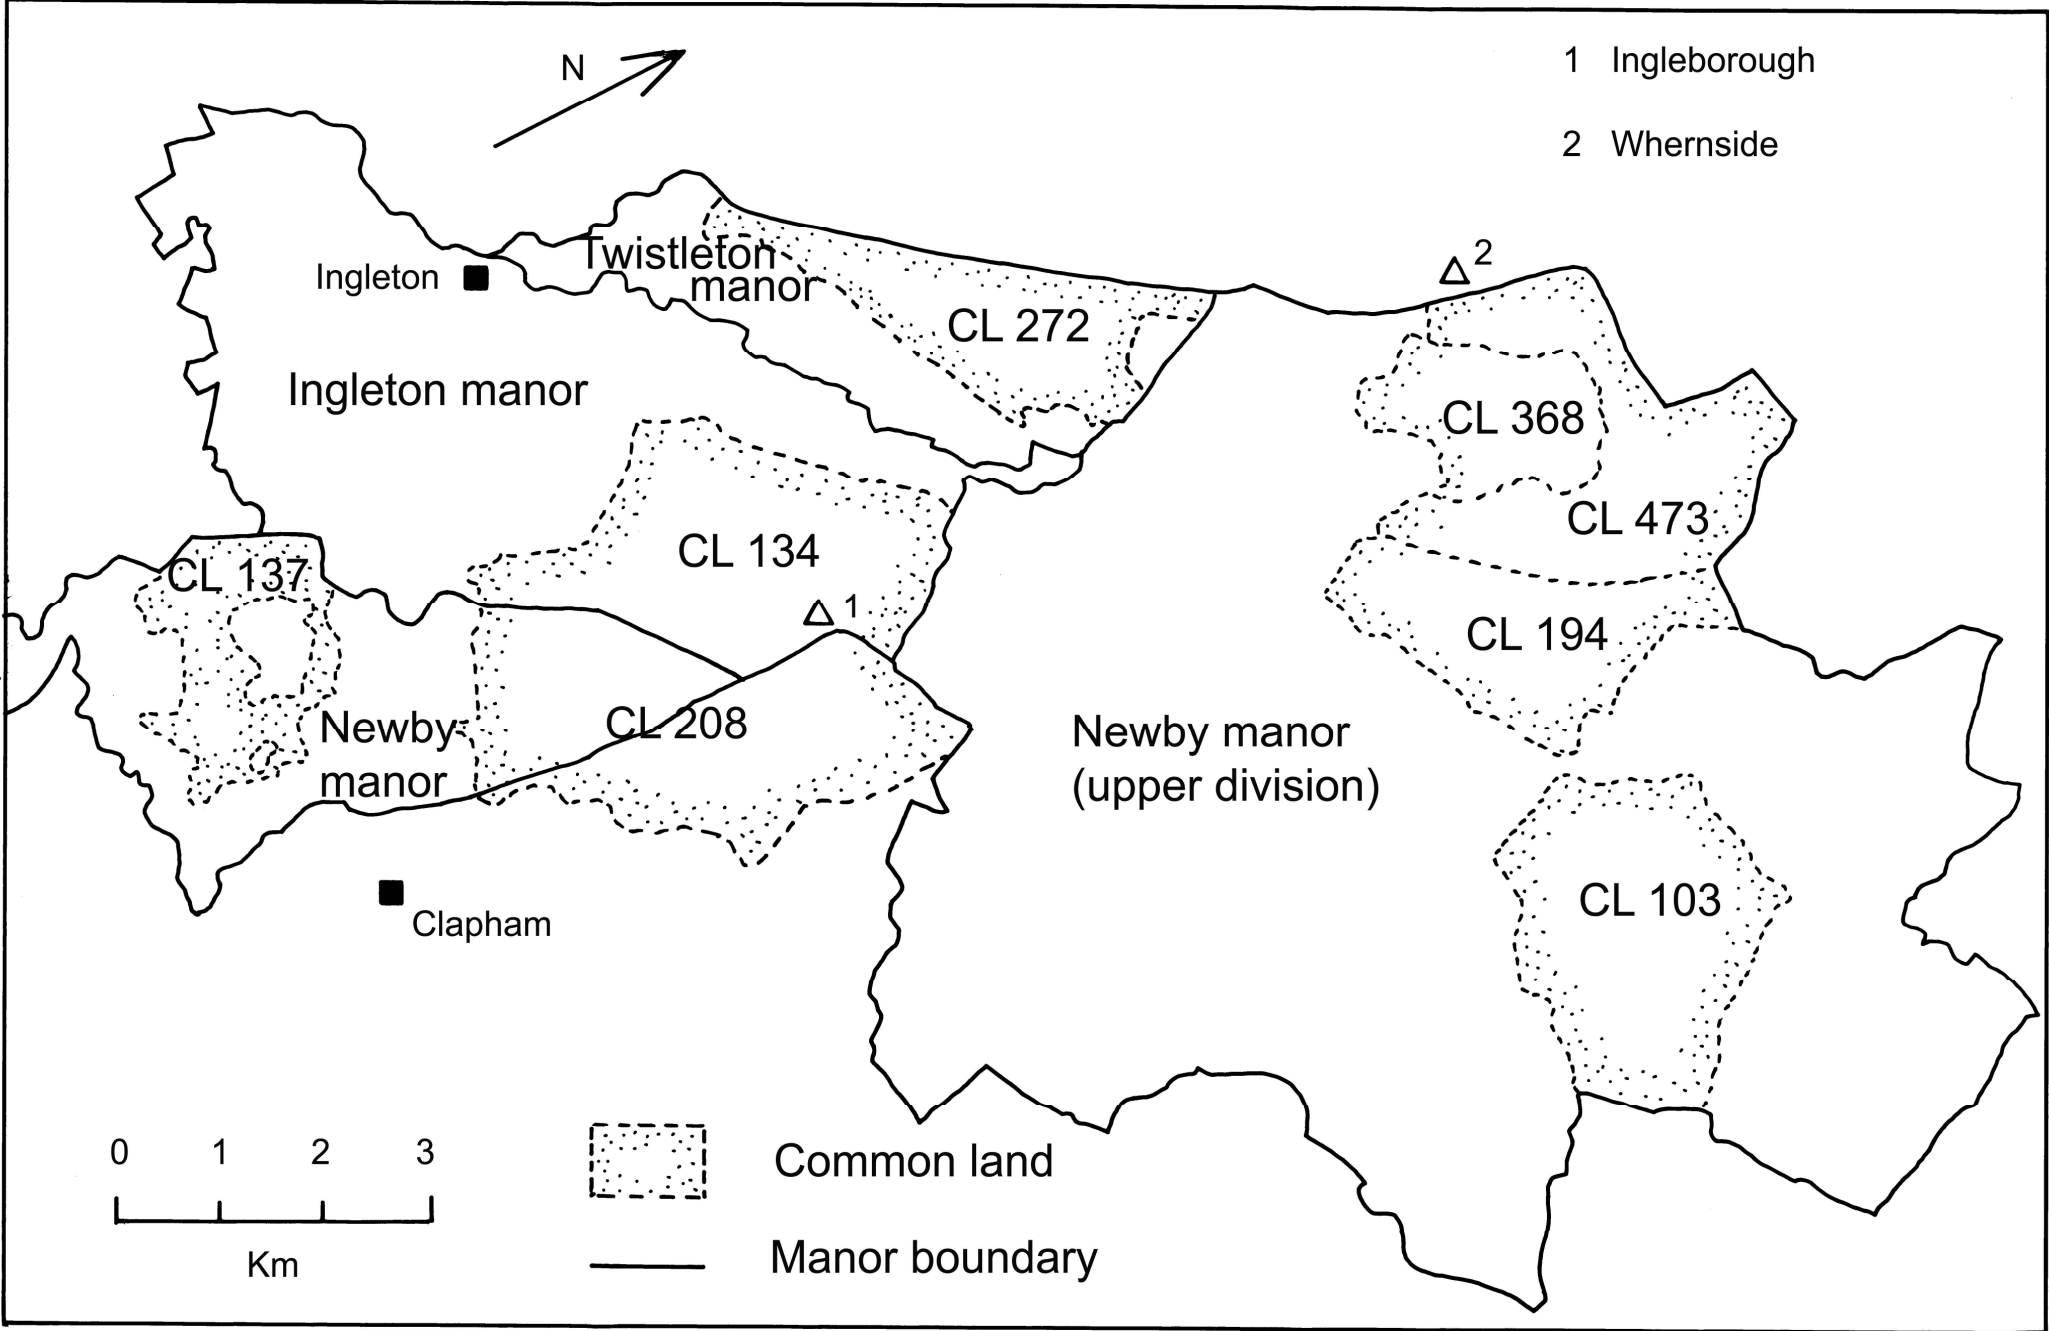 N
1 Ingleborough
2 Whernside
2
Twistleton
manor
Ingleton
CL 272
Ingleton manor
CL 368
CL 473
CL 134
CL 137
1
CL 194
CL 208
Newby
manor
Newby manor
(upper division)
CL 103
Clapham
0 1 2 3
Km
Common land
Manor boundary